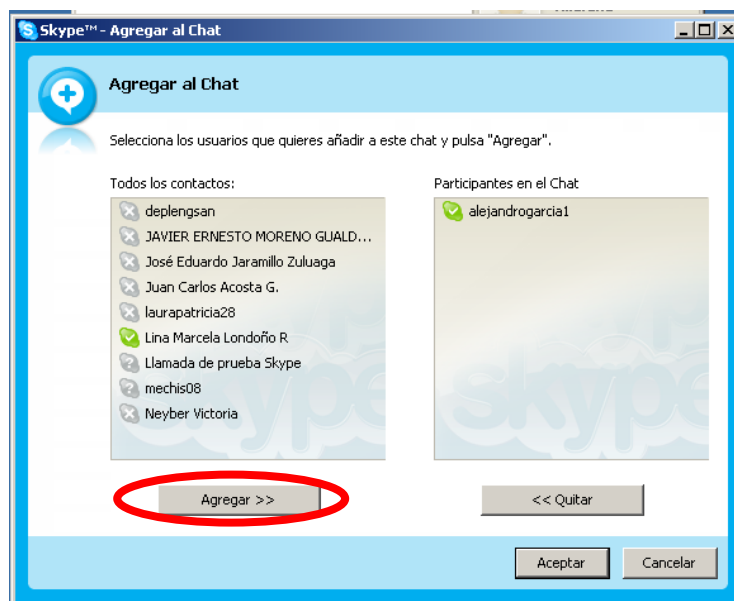 Skype™ - Agregar al Chat
Agregar al Chat
Selecciona los usuarios que quieres añadir a este chat y pulsa "Agregar".
Todos los contactos:
deplengsan
JAVIER ERNESTO MORENO GUALD...
José Eduardo Jaramillo Zuluaga
Juan Carlos Acosta G.
laurapatricia28
Lina Marcela Londoño R
Llamada de prueba Skype
mechis08
Neyber Victoria
Agregar >>
Participantes en el Chat
alejandrogarcia1
<< Quitar
Aceptar
Cancelar